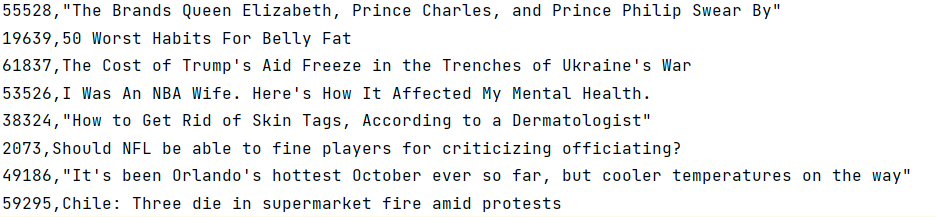 55528,"The Brands Queen Elizabeth, Prince Charles, and Prince Philip Swear By"
19639,50 Worst Habits For Belly Fat
61837,The Cost of Trump's Aid Freeze in the Trenches of Ukraine's War
53526,I Was An NBA Wife. Here's How It Affected My Mental Health.
38324,"How to Get Rid of Skin Tags, According to a Dermatologist"
2073,Should NFL be able to fine players for criticizing officiating?
49186,"It's been Orlando's hottest October ever so far, but cooler temperatures on the way"
59295,Chile: Three die in supermarket fire amid protests